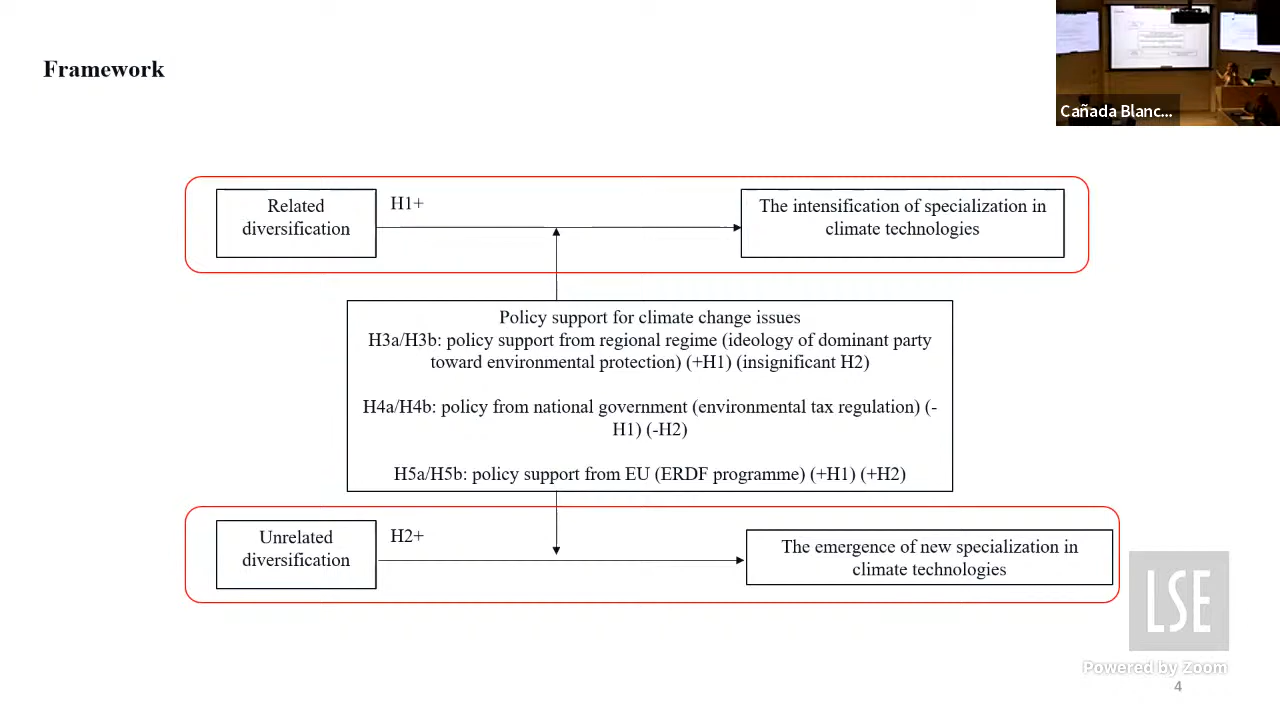 Framework
Cañada Blanc...
Related
diversification
H1+
The intensification of specialization in
climate technologies
Policy support for climate change issues
H3a/H3b: policy support from regional regime (ideology of dominant party
toward environmental protection) (+H1) (insignificant H2)
H4a/H4b: policy from national government (environmental tax regulation) (-
H1) (-H2)
H5a/H5b: policy support from EU (ERDF programme) (+H1) (+H2)
Unrelated
diversification
H2+
The emergence of new specialization in
climate technologies
LSE
Powered by Zoom
4